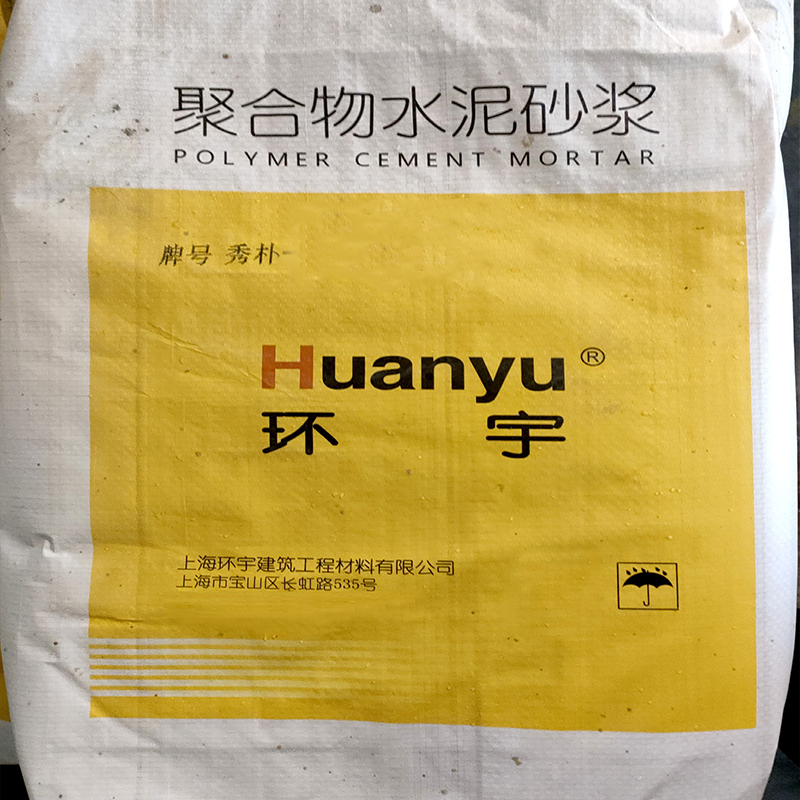 聚合物水泥砂浆
POLYMER CEMENT MORTAR
牌号 秀朴
Huanyu®
环宇
上海环宇建筑工程材料有限公司
上海市宝山区长虹路535号